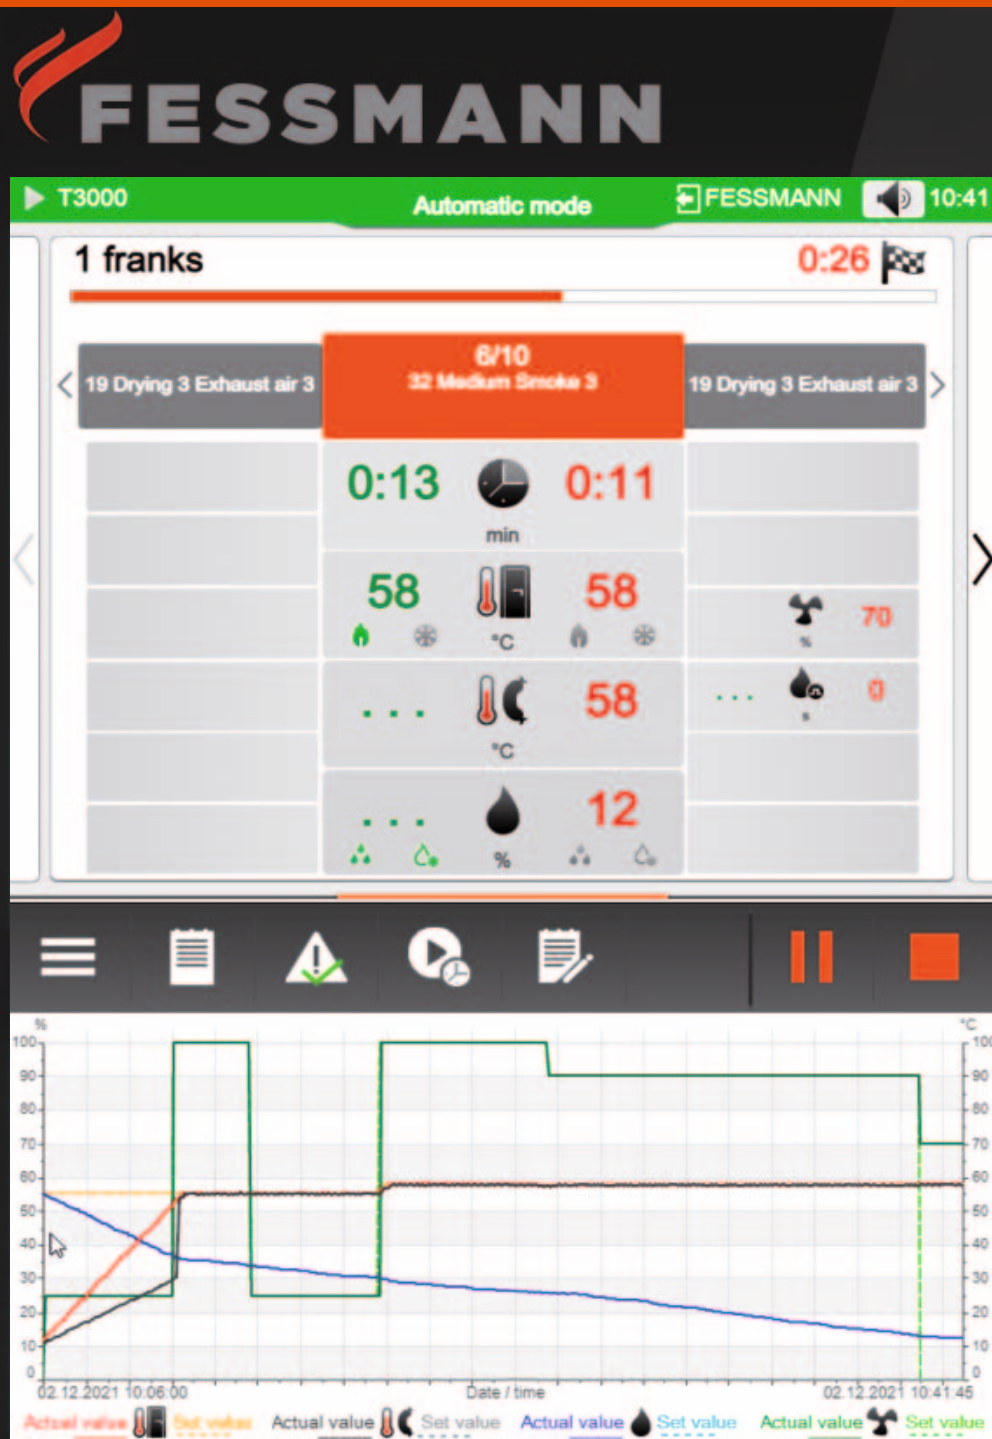 FESSMANN
T3000
Automatic mode
FESSMANN
10:41
1 franks
0:26
19 Drying 3 Exhaust air 3
6/10
32 Medium Smoke 3
19 Drying 3 Exhaust air 3
0:13
0:11
min
58
58
°C
70
%
. . .
58
°C
. . .
0
s
. . .
12
%
%
°C
100
90
80
70
60
50
40
30
20
10
0
100
90
80
70
60
50
40
30
20
10
0
02.12.2021 10:06:00
Date / time
02.12.2021 10:41:45
Actual value
Set value
Actual value
Set value
Actual value
Set value
Actual value
Set value